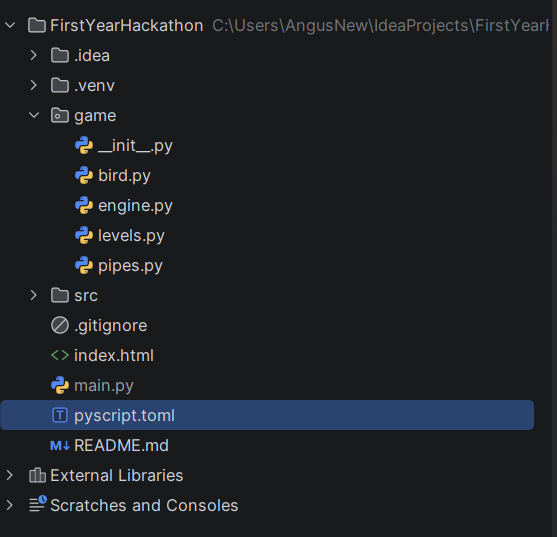 FirstYearHackathon C:\Users\AngusNew\IdeaProjects\FirstYear
.idea
.venv
game
__init__.py
bird.py
engine.py
levels.py
pipes.py
src
.gitignore
index.html
main.py
pyscript.toml
README.md
External Libraries
Scratches and Consoles